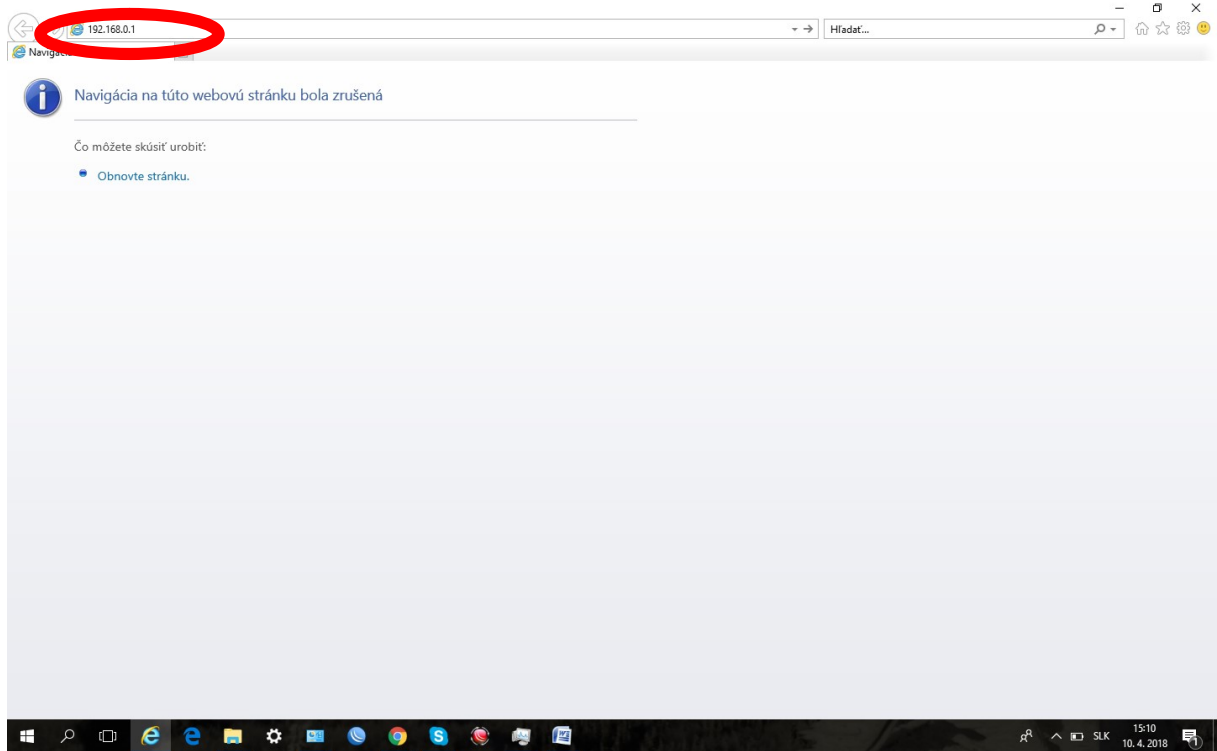 192.168.0.1
Hľadať...
Navigácia na túto webovú stránku bola zrušená
Čo môžete skúsiť urobiť:
Obnovte stránku.
SLK
15:10
10. 4. 2018
1